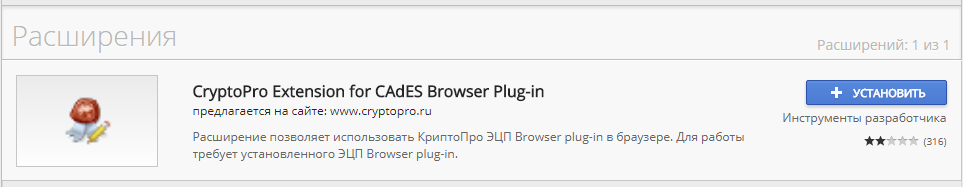 Расширения
Расширений: 1 из 1
CryptoPro Extension for CAdES Browser Plug-in
предлагается на сайте: www.cryptopro.ru
Расширение позволяет использовать КриптоПро ЭЦП Browser plug-in в браузере. Для работы
требует установленного ЭЦП Browser plug-in.
+ УСТАНОВИТЬ
Инструменты разработчика
(316)